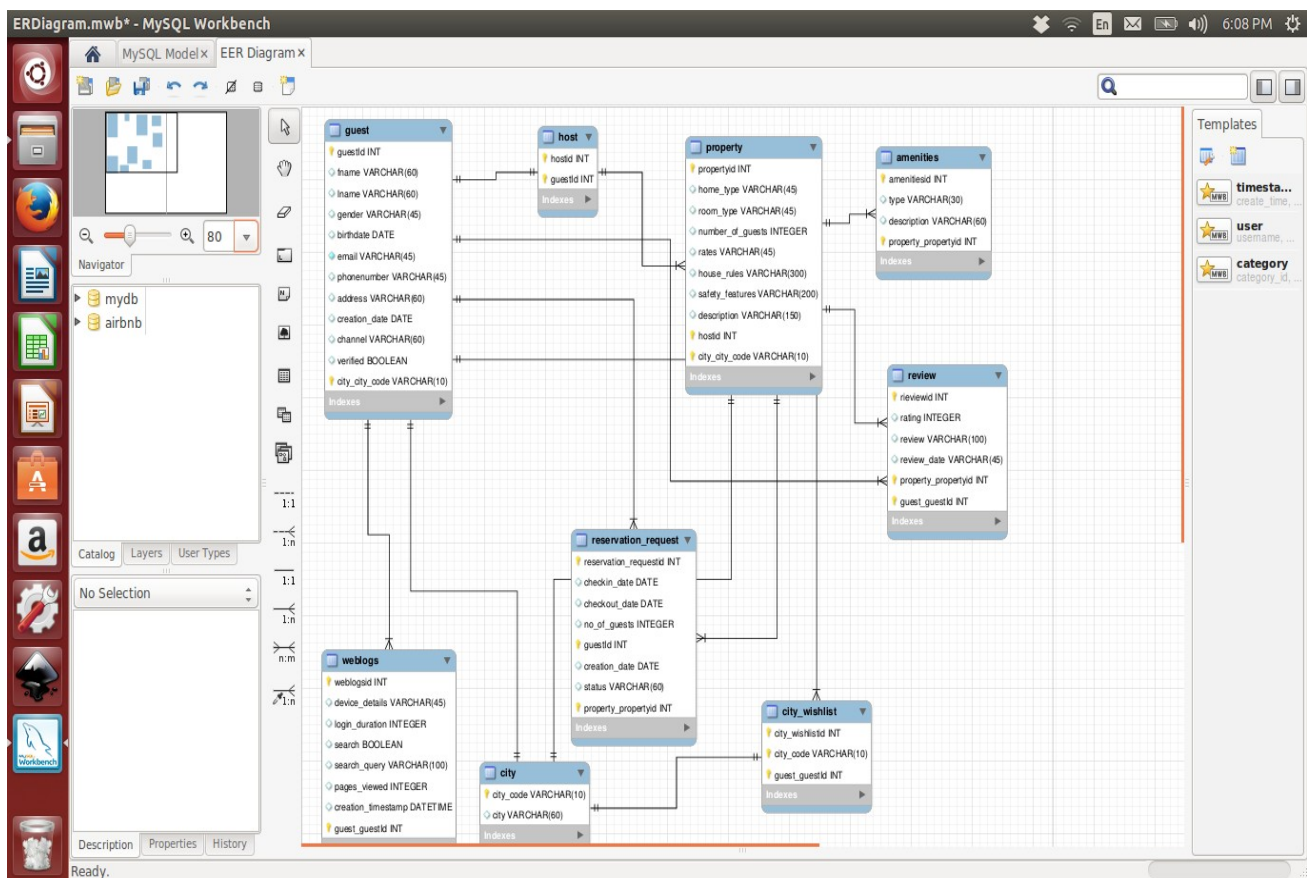 ERDiagram.mwb* - MySQL Workbench
En
6:08 PM
MySQL Model×
EER Diagram×
80
Navigator
mydb
airbnb
Catalog
Layers
User Types
No Selection
Description
Properties
History
Ready.
1:1
1:n
1:1
1:n
n:m
1:n
guest
guestId INT
fname VARCHAR(60)
lname VARCHAR(60)
gender VARCHAR(45)
birthdate DATE
email VARCHAR(45)
phonenumber VARCHAR(45)
address VARCHAR(60)
creation_date DATE
channel VARCHAR(60)
verified BOOLEAN
city_city_code VARCHAR(10)
Indexes
host
hostid INT
guestid INT
Indexes
property
propertyid INT
home_type VARCHAR(45)
room_type VARCHAR(45)
number_of_guests INTEGER
rates VARCHAR(45)
house_rules VARCHAR(300)
safety_features VARCHAR(200)
description VARCHAR(150)
hostid INT
city_city_code VARCHAR(10)
Indexes
amenities
amenitiesid INT
type VARCHAR(30)
description VARCHAR(60)
property_propertyid INT
Indexes
review
rieviewid INT
rating INTEGER
review VARCHAR(100)
review_date VARCHAR(45)
property_propertyid INT
guest_guestId INT
Indexes
reservation_request
reservation_requestid INT
checkin_date DATE
checkout_date DATE
no_of_guests INTEGER
guestId INT
creation_date DATE
status VARCHAR(60)
property_propertyid INT
Indexes
weblogs
weblogsid INT
device_details VARCHAR(45)
login_duration INTEGER
search BOOLEAN
search_query VARCHAR(100)
pages_viewed INTEGER
creation_timestamp DATETIME
guest_guestId INT
city
city_code VARCHAR(10)
city VARCHAR(60)
Indexes
city_wishlist
city_wishlistid INT
city_code VARCHAR(10)
guest_guestId INT
Indexes
Templates
MWB
timesta...
create_time, ...
MWB
user
username, ...
MWB
category
category_id, ...
a
MySQL
Workbench